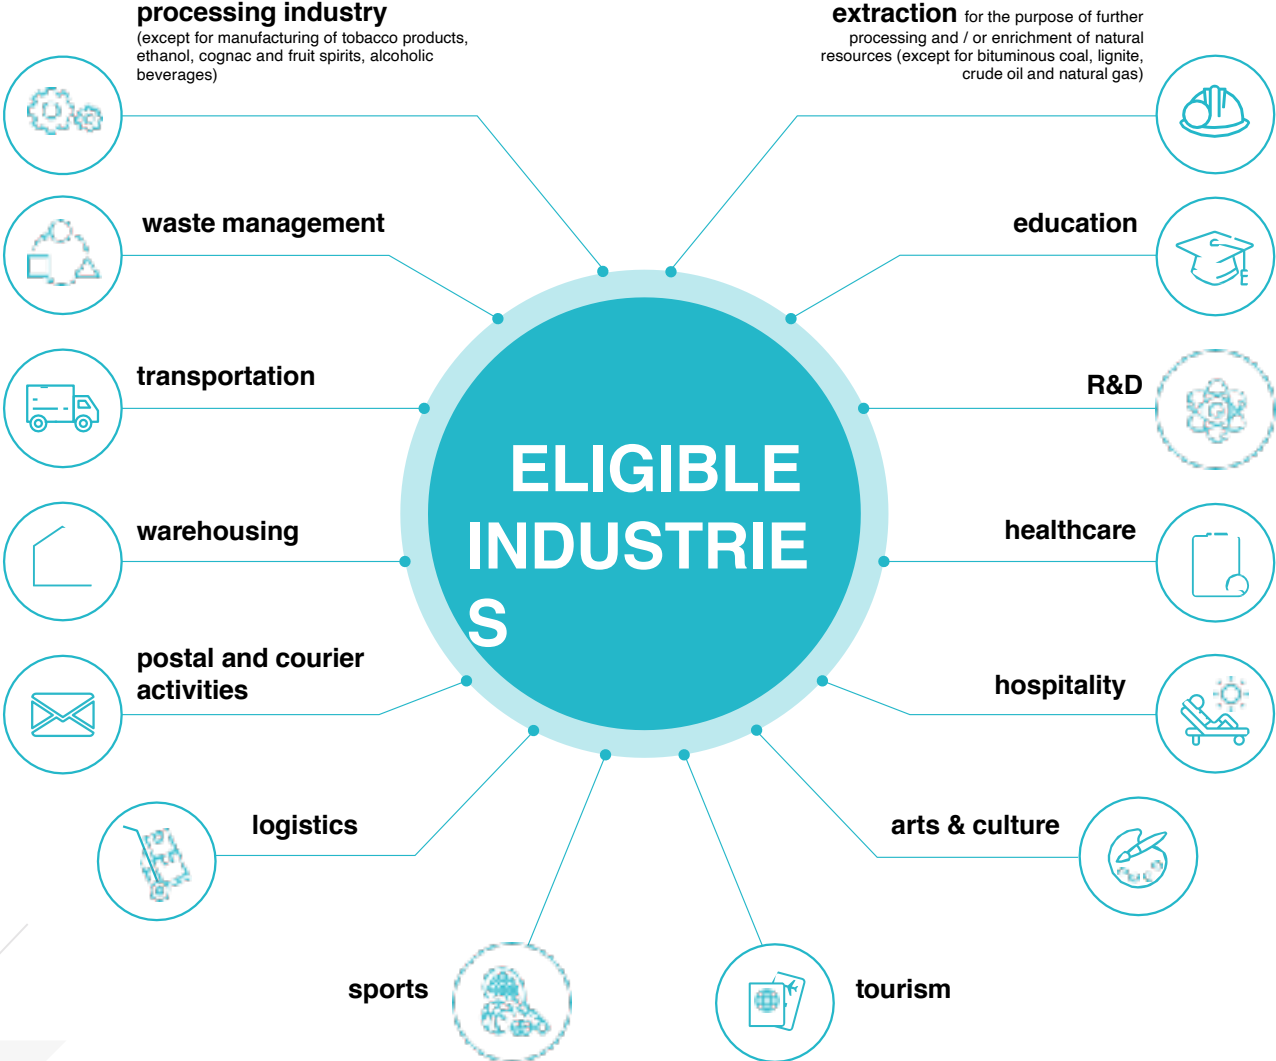 processing industry
(except for manufacturing of tobacco products,
ethanol, cognac and fruit spirits, alcoholic
beverages)
extraction for the purpose of further
processing and / or enrichment of natural
resources (except for bituminous coal, lignite,
crude oil and natural gas)
waste management
education
transportation
R&D
ELIGIBLE
INDUSTRIE
S
warehousing
healthcare
postal and courier
activities
hospitality
logistics
arts & culture
sports
tourism